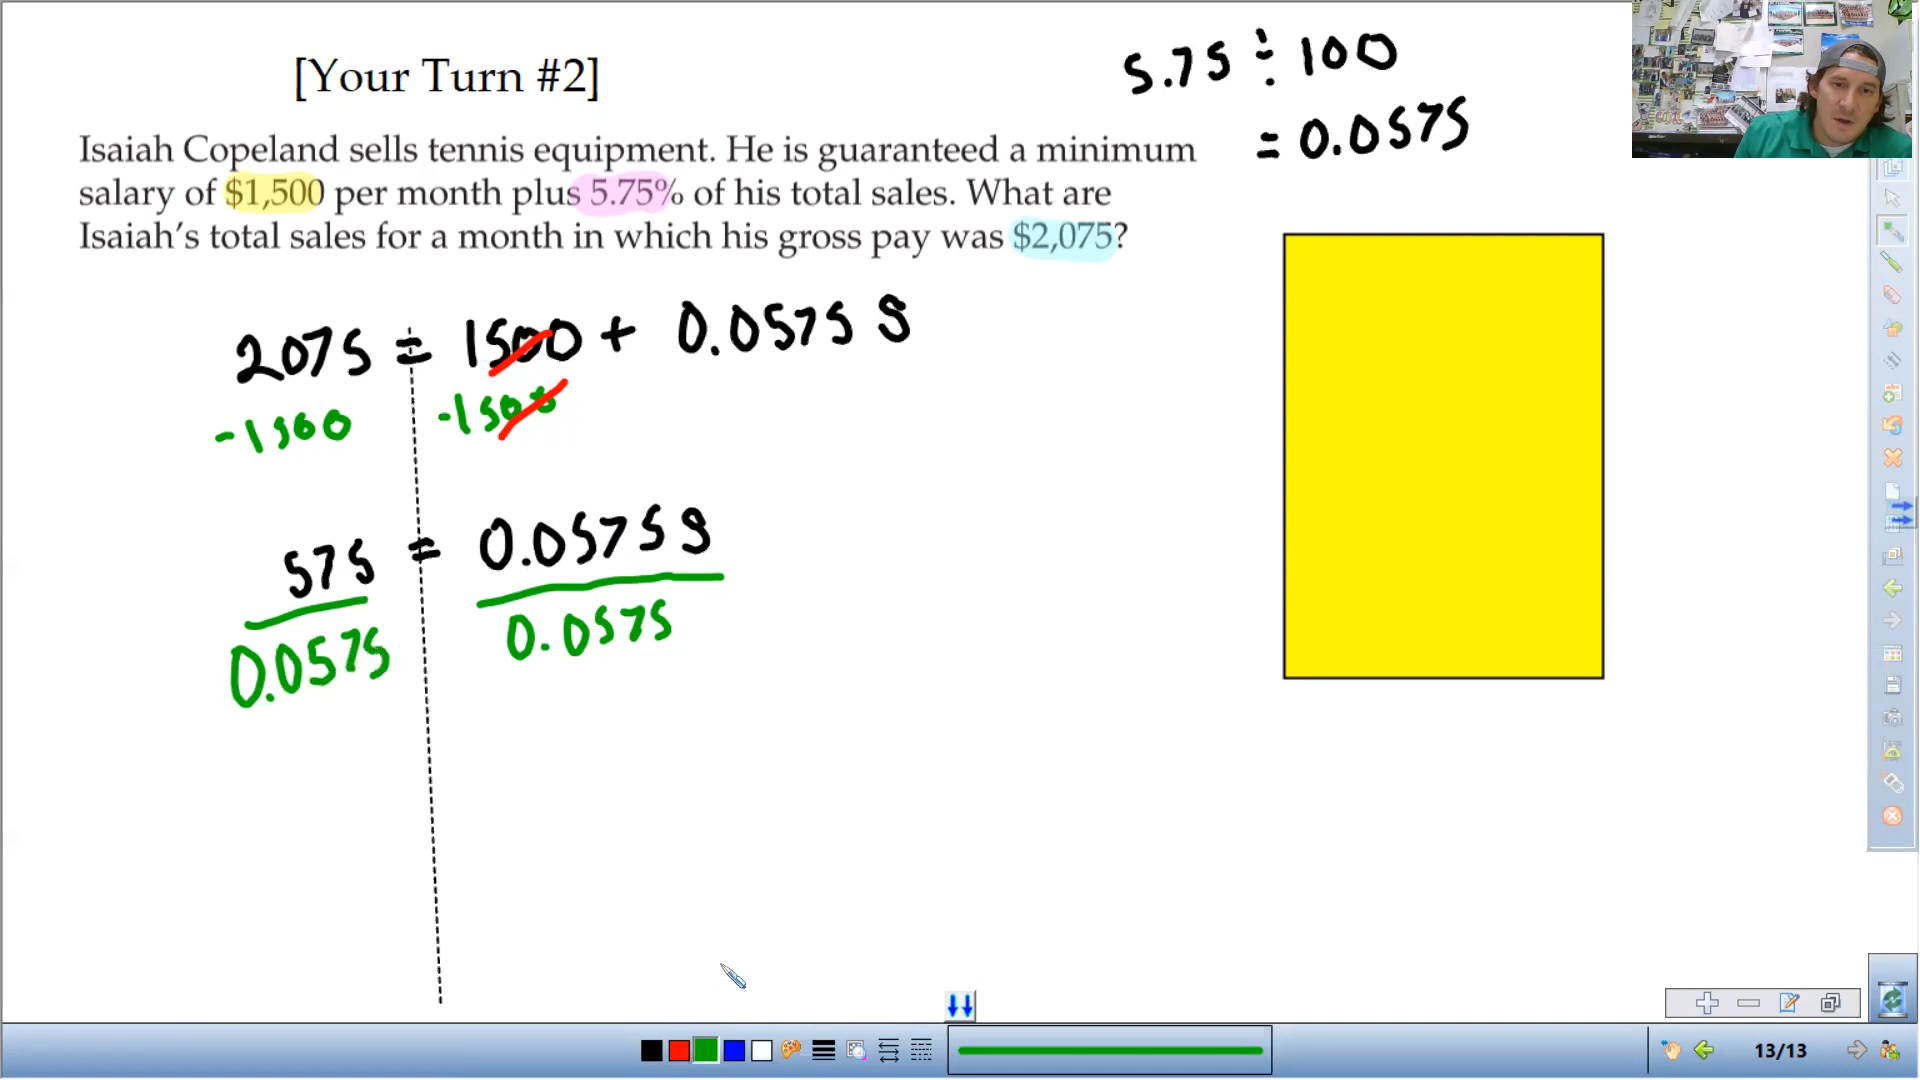 [Your Turn #2]
5.75 ÷ 100
= 0.0575
Isaiah Copeland sells tennis equipment. He is guaranteed a minimum
salary of $1,500 per month plus 5.75% of his total sales. What are
Isaiah’s total sales for a month in which his gross pay was $2,075?
2075 = 1500 + 0.0575 S
-1500 -1500
575 = 0.0575 S
0.0575 0.0575
13/13